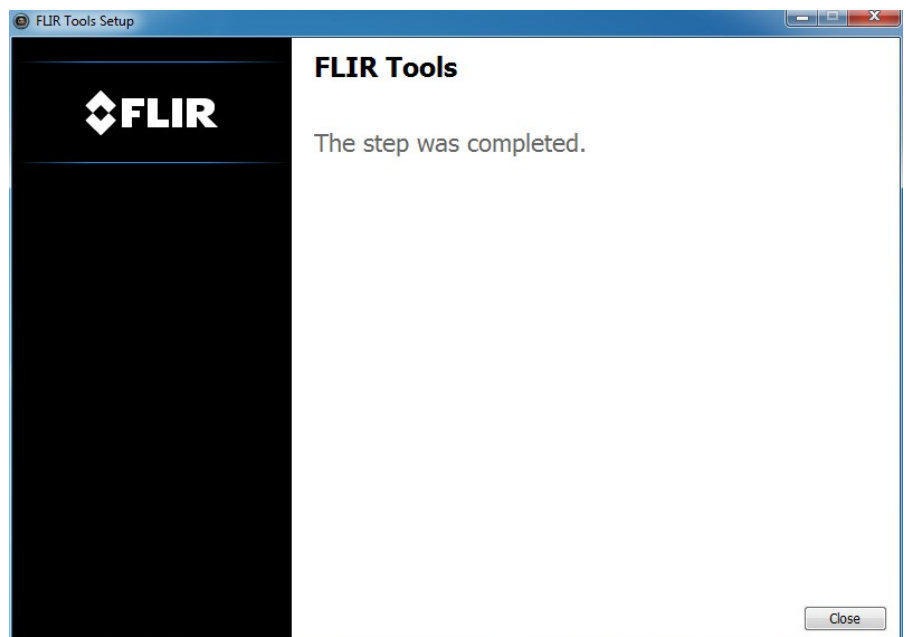 FLIR Tools Setup
FLIR
FLIR Tools
The step was completed.
Close